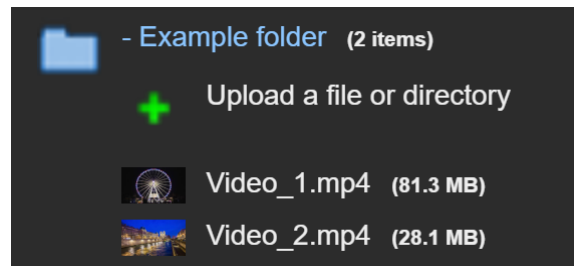 - Example folder (2 items)
Upload a file or directory
Video_1.mp4 (81.3 MB)
Video_2.mp4 (28.1 MB)